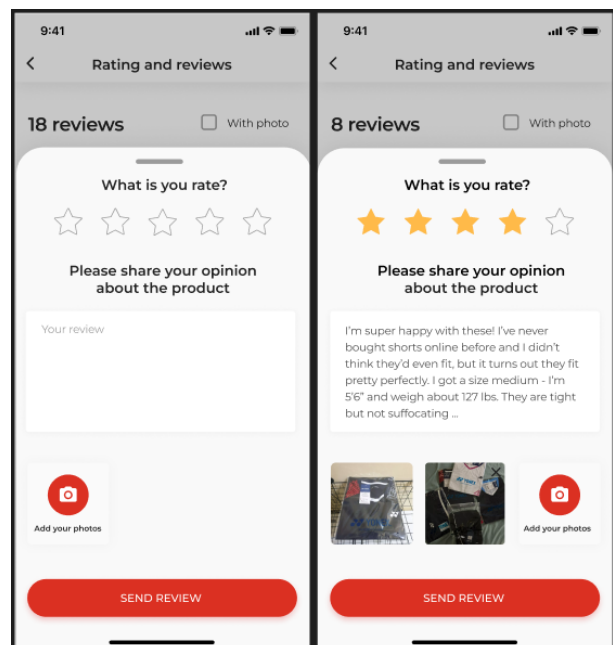 9:41
Rating and reviews
18 reviews
With photo
What is you rate?
Please share your opinion
about the product
Your review
Add your photos
SEND REVIEW
9:41
Rating and reviews
8 reviews
With photo
What is you rate?
Please share your opinion
about the product
I'm super happy with these! I've never
bought shorts online before and I didn't
think they'd even fit, but it turns out they fit
pretty perfectly. I got a size medium - I'm
5'6" and weigh about 127 lbs. They are tight
but not suffocating ...
Add your photos
SEND REVIEW